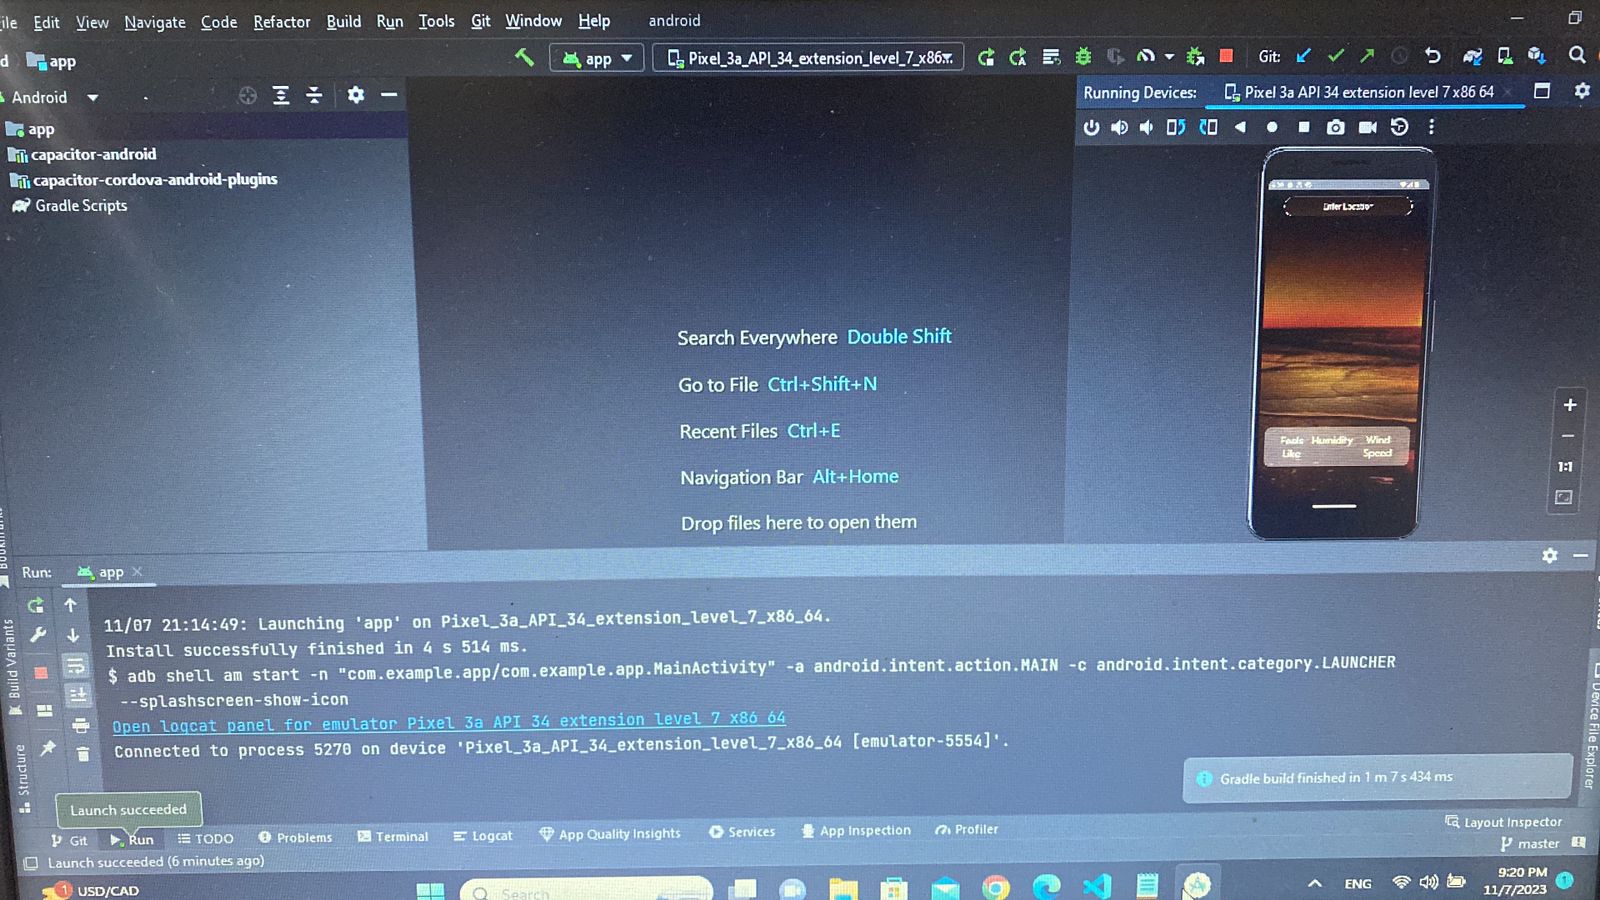 ile Edit View Navigate Code Refactor Build Run Tools Git Window Help android
d app
app Pixel_3a_API_34_extension_level_7_x86 Git:
Android
Running Devices: Pixel 3a API 34 extension level 7 x86 64
app
capacitor-android
capacitor-cordova-android-plugins
Gradle Scripts
Enter Location
Search Everywhere Double Shift
Go to File Ctrl+Shift+N
Recent Files Ctrl+E
Navigation Bar Alt+Home
Drop files here to open them
Feels Like Humidity Wind Speed
1:1
Bookmarks
Build Variants
Structure
Device File Explorer
Run: app
11/07 21:14:49: Launching 'app' on Pixel_3a_API_34_extension_level_7_x86_64.
Install successfully finished in 4 s 514 ms.
$ adb shell am start -n "com.example.app/com.example.app.MainActivity" -a android.intent.action.MAIN -c android.intent.category.LAUNCHER
--splashscreen-show-icon
Open logcat panel for emulator Pixel 3a API 34 extension level 7 x86 64
Connected to process 5270 on device 'Pixel_3a_API_34_extension_level_7_x86_64 [emulator-5554]'.
Gradle build finished in 1 m 7 s 434 ms
Launch succeeded
Git Run TODO Problems Terminal Logcat App Quality Insights Services App Inspection Profiler Layout Inspector
Launch succeeded (6 minutes ago) master
1 USD/CAD Search ENG 9:20 PM
11/7/2023 1